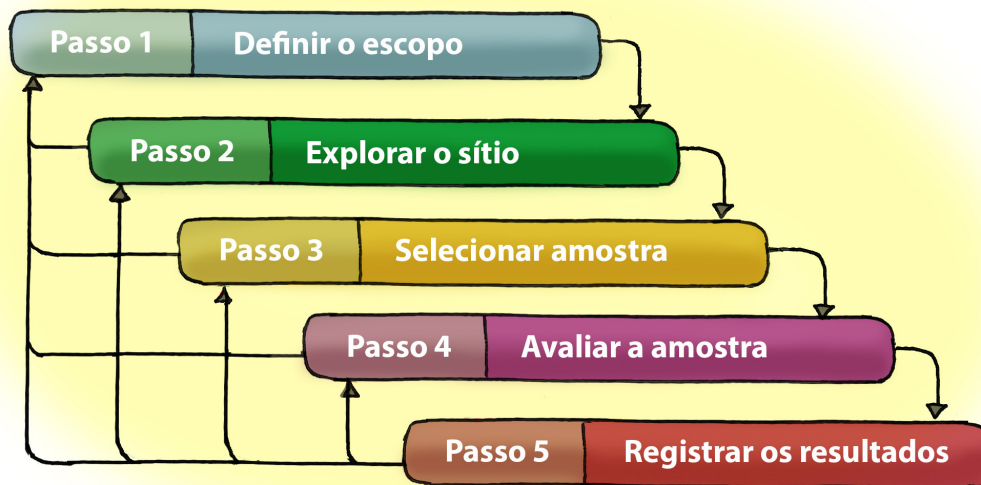 Passo 1 Definir o escopo
Passo 2 Explorar o sítio
Passo 3 Selecionar amostra
Passo 4 Avaliar a amostra
Passo 5 Registrar os resultados